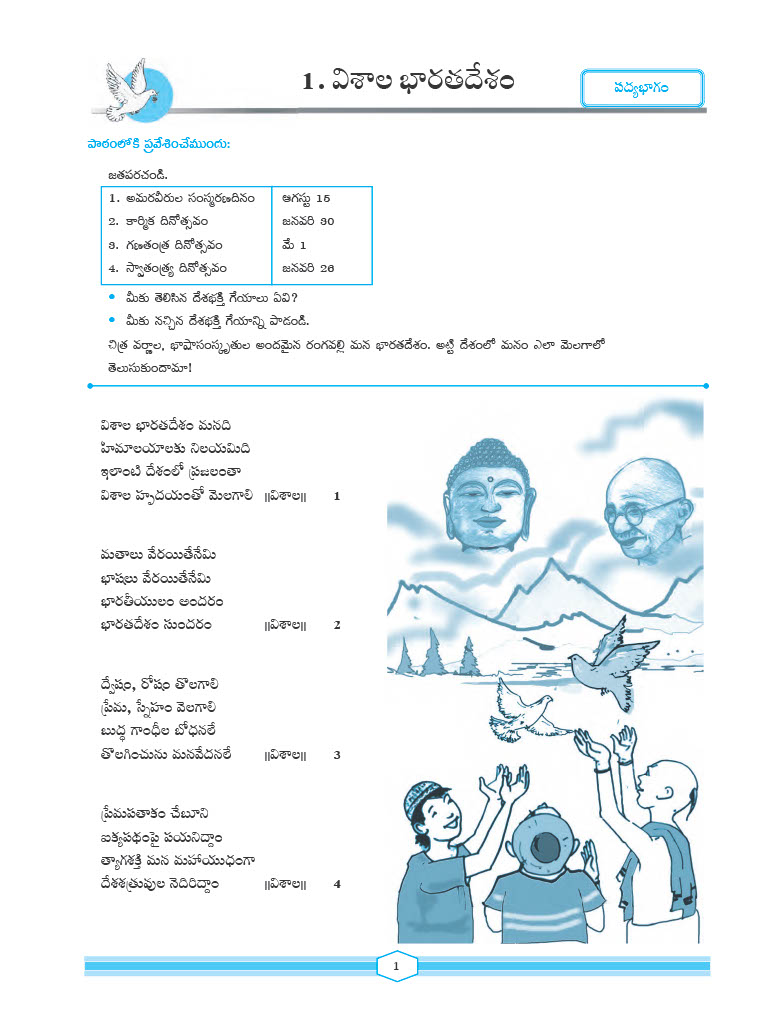 1. విశాల భారతదేశం
పద్యభాగం
పాఠంలోకి ప్రవేశించేముందు:
జతపరచండి.
1. అమరవీరుల సంస్మరణదినం ఆగస్టు 15
2. కార్మిక దినోత్సవం జనవరి 30
3. గణతంత్ర దినోత్సవం మే 1
4. స్వాతంత్ర్య దినోత్సవం జనవరి 26
• మీకు తెలిసిన దేశభక్తి గేయాలు ఏవి?
• మీకు నచ్చిన దేశభక్తి గేయాన్ని పాడండి.
చిత్ర వర్ణాల, భాషాసంస్కృతుల అందమైన రంగవల్లి మన భారతదేశం. అట్టి దేశంలో మనం ఎలా మెలగాలో
తెలుసుకుందామా!
విశాల భారతదేశం మనది
హిమాలయాలకు నిలయమిది
ఇలాంటి దేశంలో ప్రజలంతా
విశాల హృదయంతో మెలగాలి ||విశాల|| 1
మతాలు వేరయితేనేమి
భాషలు వేరయితేనేమి
భారతీయులం అందరం
భారతదేశం సుందరం ||విశాల|| 2
ద్వేషం, రోషం తొలగాలి
ప్రేమ, స్నేహం వెలగాలి
బుద్ధ గాంధీల బోధనలే
తొలగించును మనవేదనలే ||విశాల|| 3
ప్రేమపతాకం చేబూని
ఐక్యపథంపై పయనిద్దాం
త్యాగశక్తి మన మహాయుధంగా
దేశశత్రువుల నెదిరిద్దాం ||విశాల|| 4
1